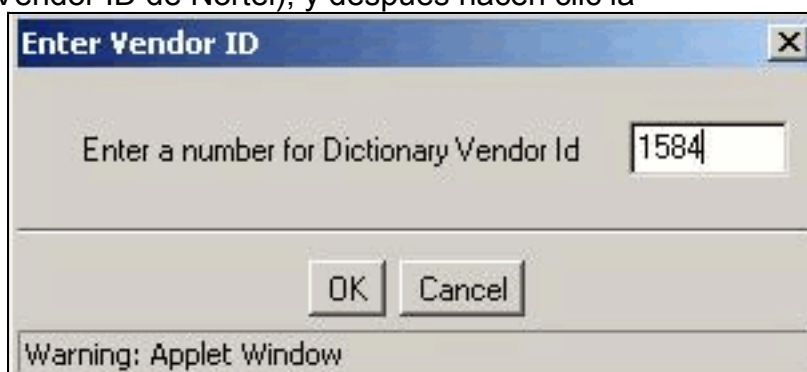 Vendor ID de Nortel), y después hacen clic la
Enter Vendor ID
Enter a number for Dictionary Vendor Id 1584
OK Cancel
Warning: Applet Window